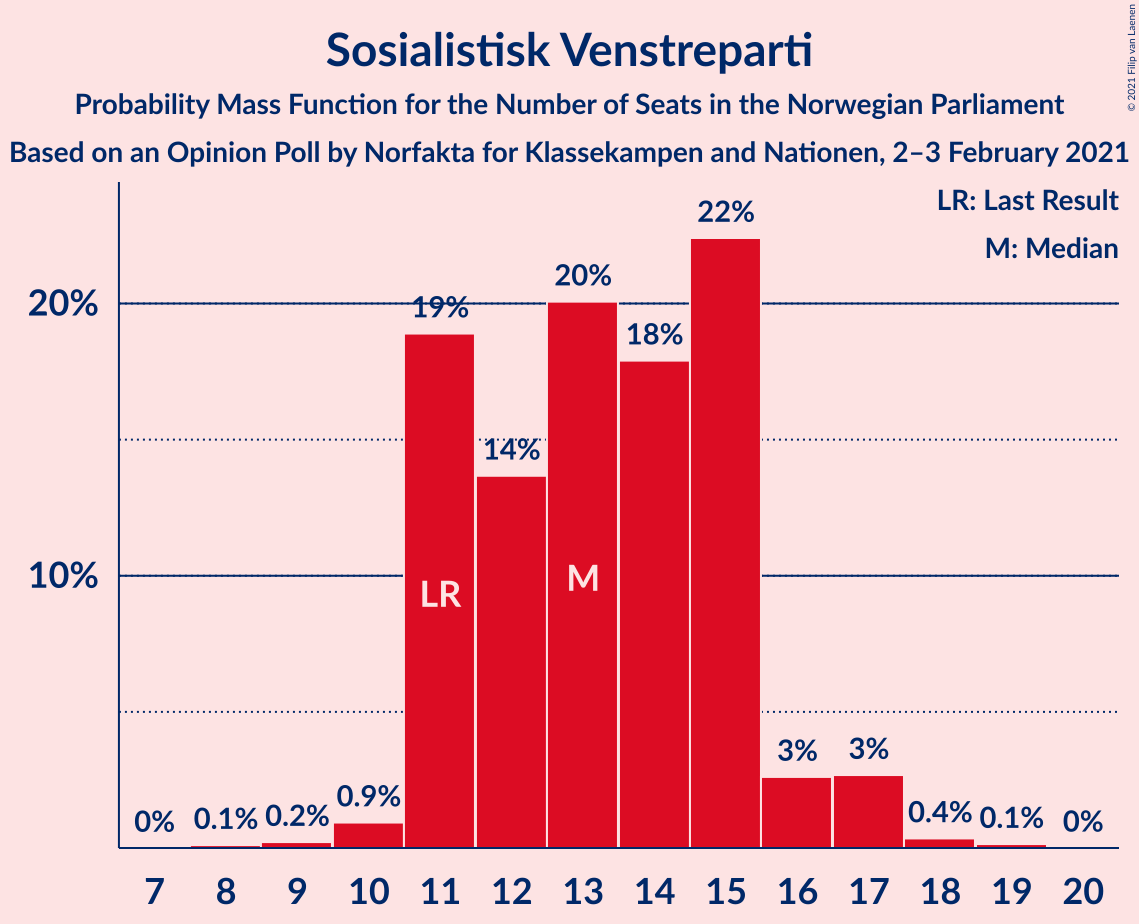 Sosialistisk Venstreparti
Probability Mass Function for the Number of Seats in the Norwegian Parliament
Based on an Opinion Poll by Norfakta for Klassekampen and Nationen, 2–3 February 2021
© 2021 Filip van Laenen
LR: Last Result
M: Median
20%
10%
0%
0.1%
0.2%
0.9%
19%
14%
20%
18%
22%
3%
3%
0.4%
0.1%
0%
LR
M
7 8 9 10 11 12 13 14 15 16 17 18 19 20